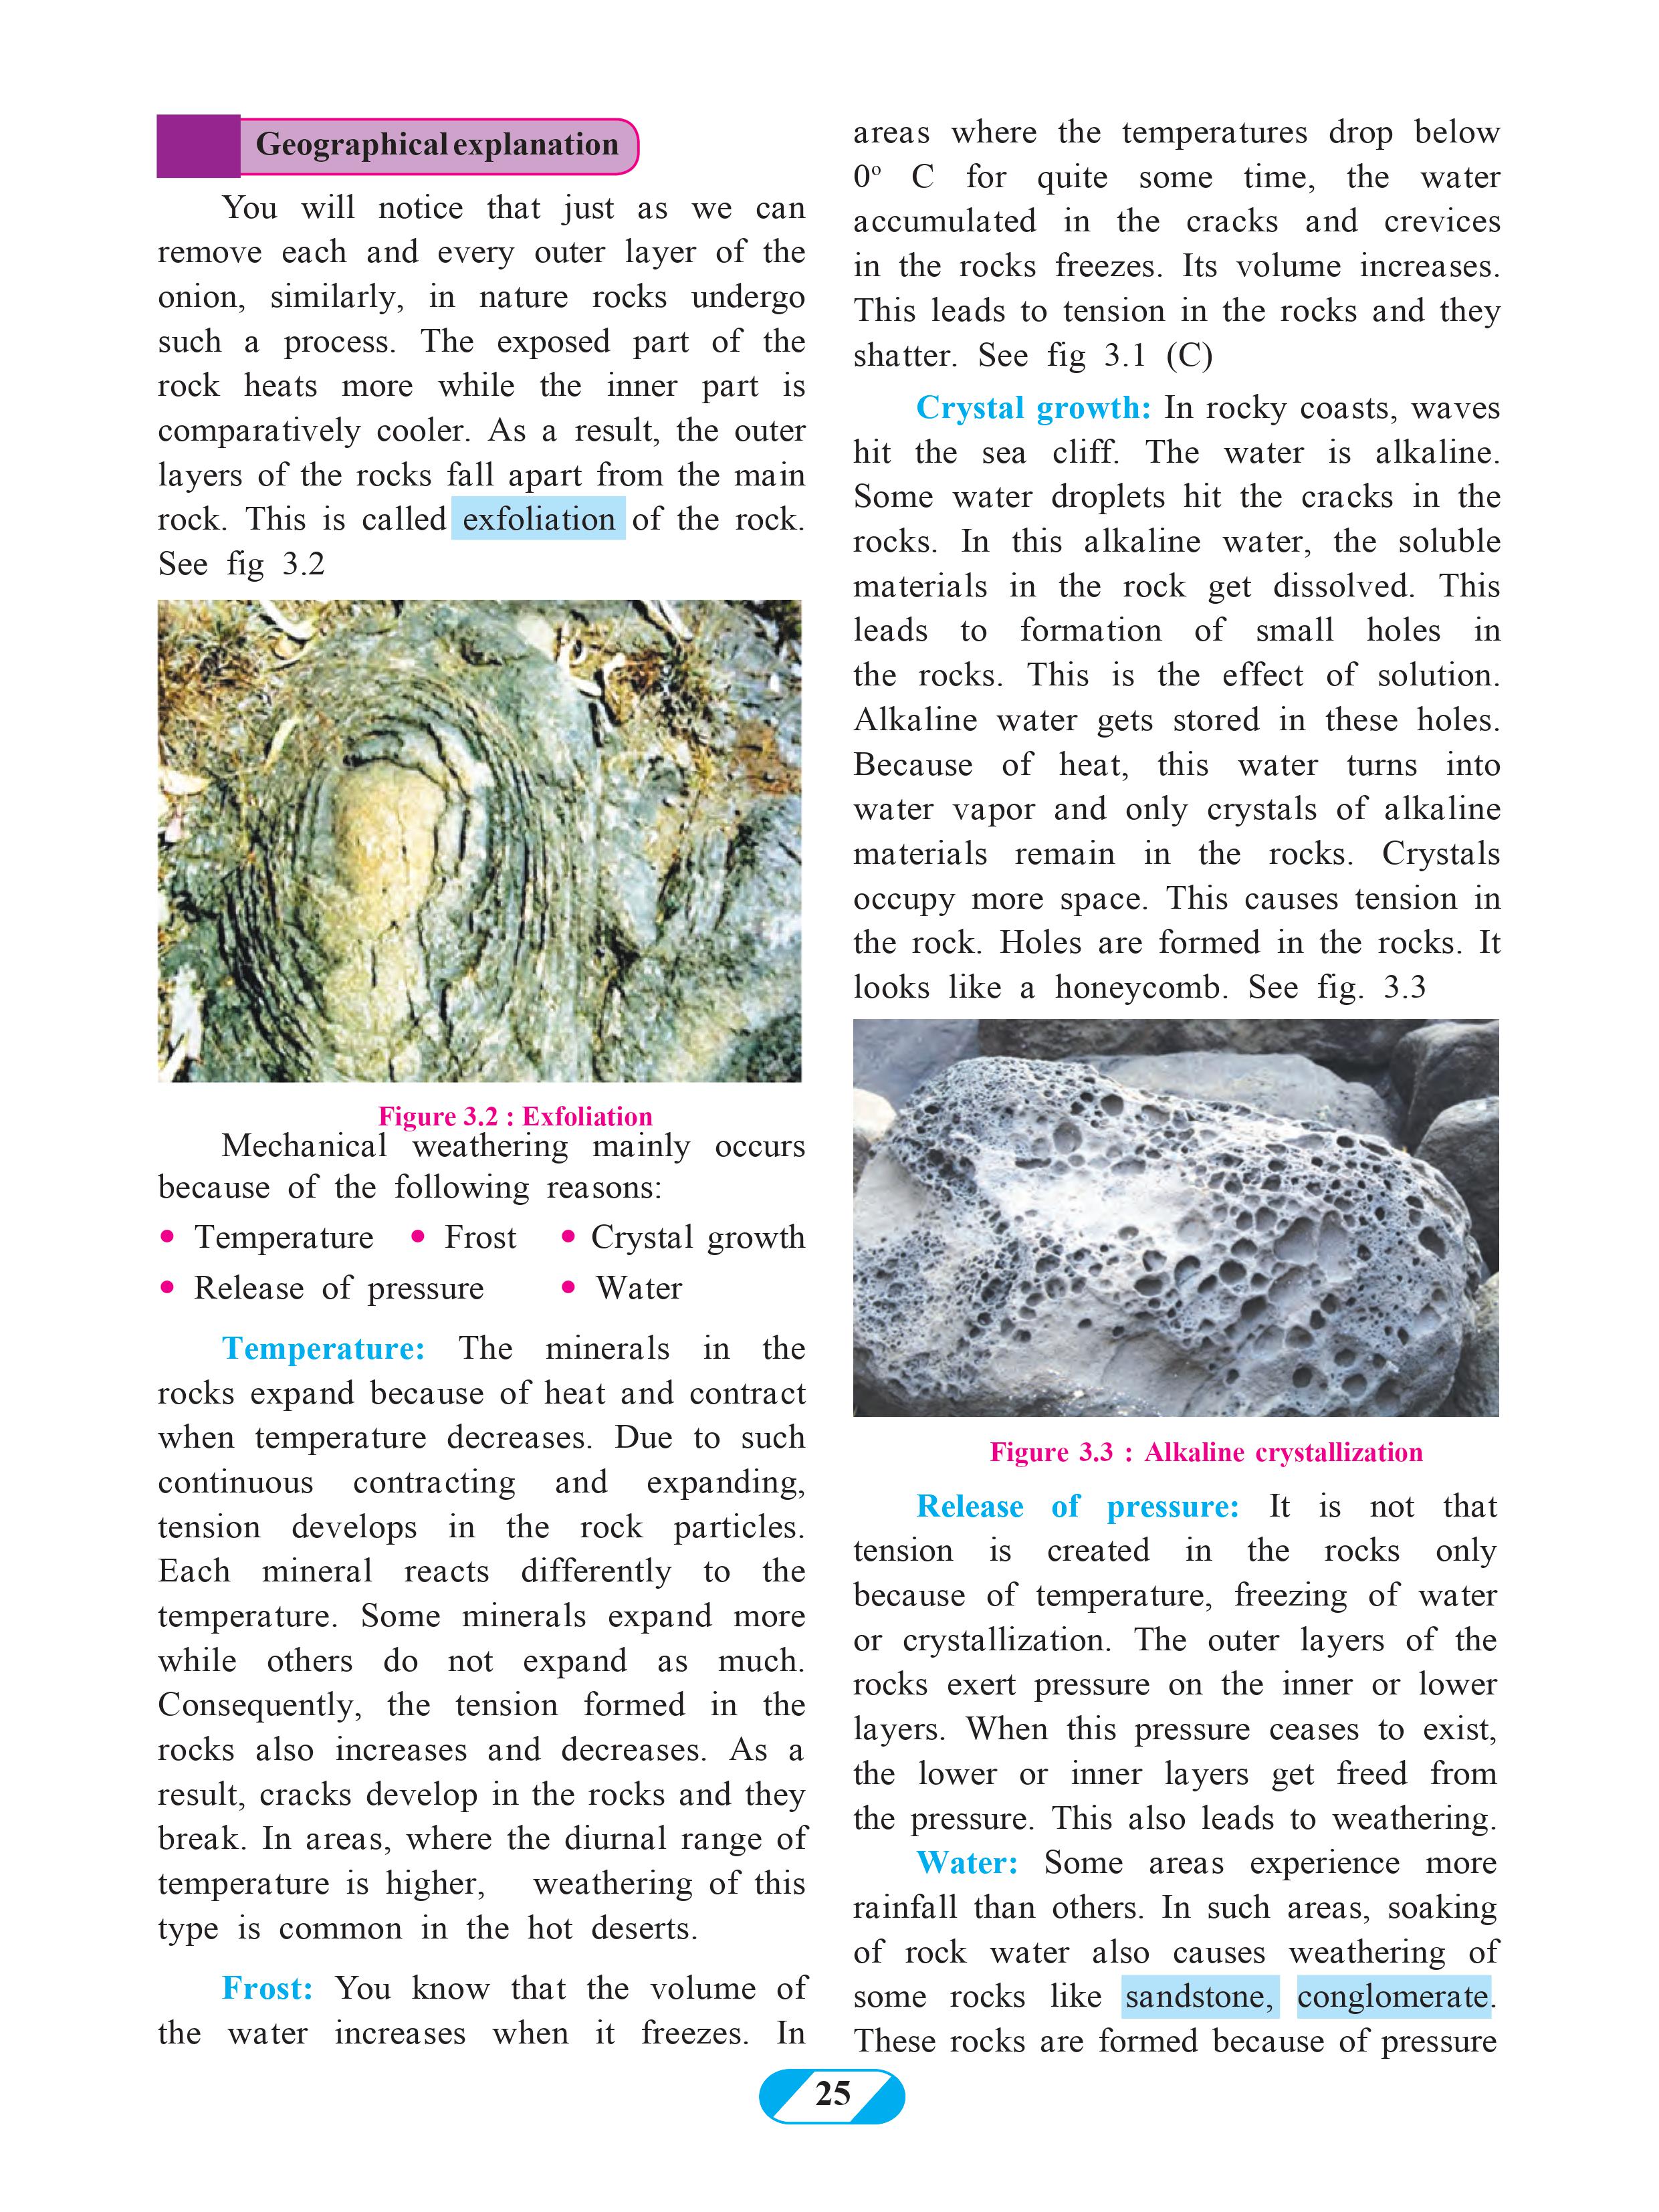 Geographical explanation
You will notice that just as we can
remove each and every outer layer of the
onion, similarly, in nature rocks undergo
such a process. The exposed part of the
rock heats more while the inner part is
comparatively cooler. As a result, the outer
layers of the rocks fall apart from the main
rock. This is called exfoliation of the rock.
See fig 3.2
Figure 3.2 : Exfoliation
Mechanical weathering mainly occurs
because of the following reasons:
• Temperature • Frost • Crystal growth
• Release of pressure • Water
Temperature: The minerals in the
rocks expand because of heat and contract
when temperature decreases. Due to such
continuous contracting and expanding,
tension develops in the rock particles.
Each mineral reacts differently to the
temperature. Some minerals expand more
while others do not expand as much.
Consequently, the tension formed in the
rocks also increases and decreases. As a
result, cracks develop in the rocks and they
break. In areas, where the diurnal range of
temperature is higher, weathering of this
type is common in the hot deserts.
Frost: You know that the volume of
the water increases when it freezes. In
areas where the temperatures drop below
0º C for quite some time, the water
accumulated in the cracks and crevices
in the rocks freezes. Its volume increases.
This leads to tension in the rocks and they
shatter. See fig 3.1 (C)
Crystal growth: In rocky coasts, waves
hit the sea cliff. The water is alkaline.
Some water droplets hit the cracks in the
rocks. In this alkaline water, the soluble
materials in the rock get dissolved. This
leads to formation of small holes in
the rocks. This is the effect of solution.
Alkaline water gets stored in these holes.
Because of heat, this water turns into
water vapor and only crystals of alkaline
materials remain in the rocks. Crystals
occupy more space. This causes tension in
the rock. Holes are formed in the rocks. It
looks like a honeycomb. See fig. 3.3
Figure 3.3 : Alkaline crystallization
Release of pressure: It is not that
tension is created in the rocks only
because of temperature, freezing of water
or crystallization. The outer layers of the
rocks exert pressure on the inner or lower
layers. When this pressure ceases to exist,
the lower or inner layers get freed from
the pressure. This also leads to weathering.
Water: Some areas experience more
rainfall than others. In such areas, soaking
of rock water also causes weathering of
some rocks like sandstone, conglomerate.
These rocks are formed because of pressure
25